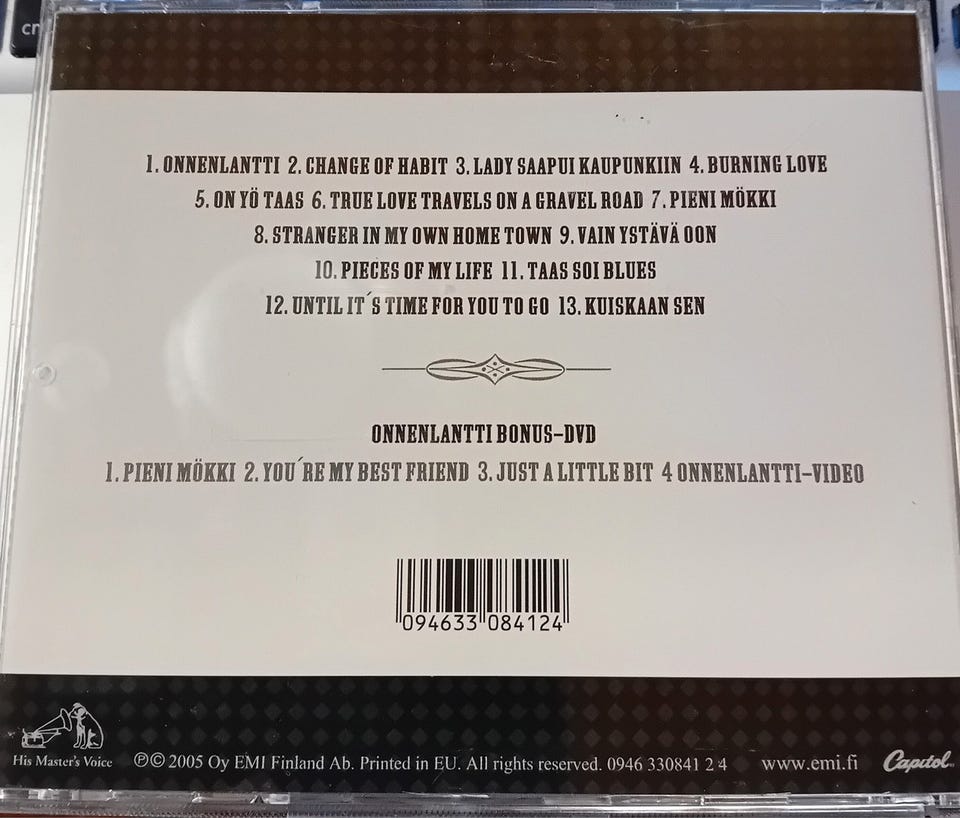 cn
1. ONNENLANTTI 2. CHANGE OF HABIT 3. LADY SAAPUI KAUPUNKIIN 4. BURNING LOVE
5. ON YÖ TAAS 6. TRUE LOVE TRAVELS ON A GRAVEL ROAD 7. PIENI MÖKKI
8. STRANGER IN MY OWN HOME TOWN 9. VAIN YSTÄVÄ OON
10. PIECES OF MY LIFE 11. TAAS SOI BLUES
12. UNTIL IT´S TIME FOR YOU TO GO 13. KUISKAAN SEN
ONNENLANTTI BONUS-DVD
1. PIENI MÖKKI 2. YOU´RE MY BEST FRIEND 3. JUST A LITTLE BIT 4 ONNENLANTTI-VIDEO
094633 084124
His Master's Voice
℗© 2005 Oy EMI Finland Ab. Printed in EU. All rights reserved. 0946 330841 2 4 www.emi.fi
Capitol